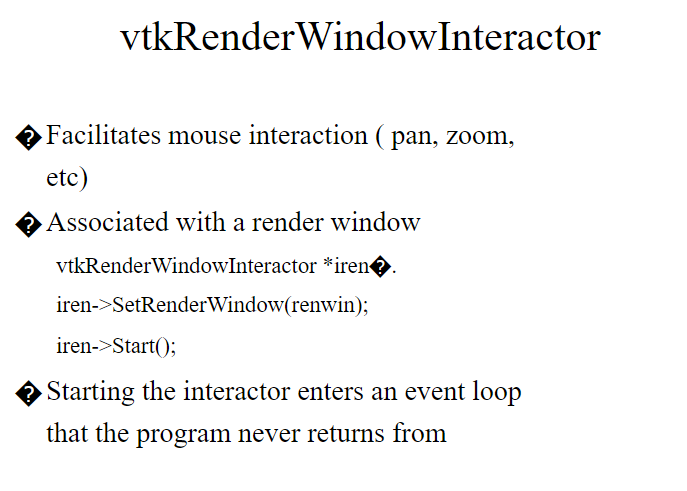 vtkRenderWindowInteractor
� Facilitates mouse interaction ( pan, zoom,
etc)
� Associated with a render window
vtkRenderWindowInteractor *iren�.
iren->SetRenderWindow(renwin);
iren->Start();
� Starting the interactor enters an event loop
that the program never returns from